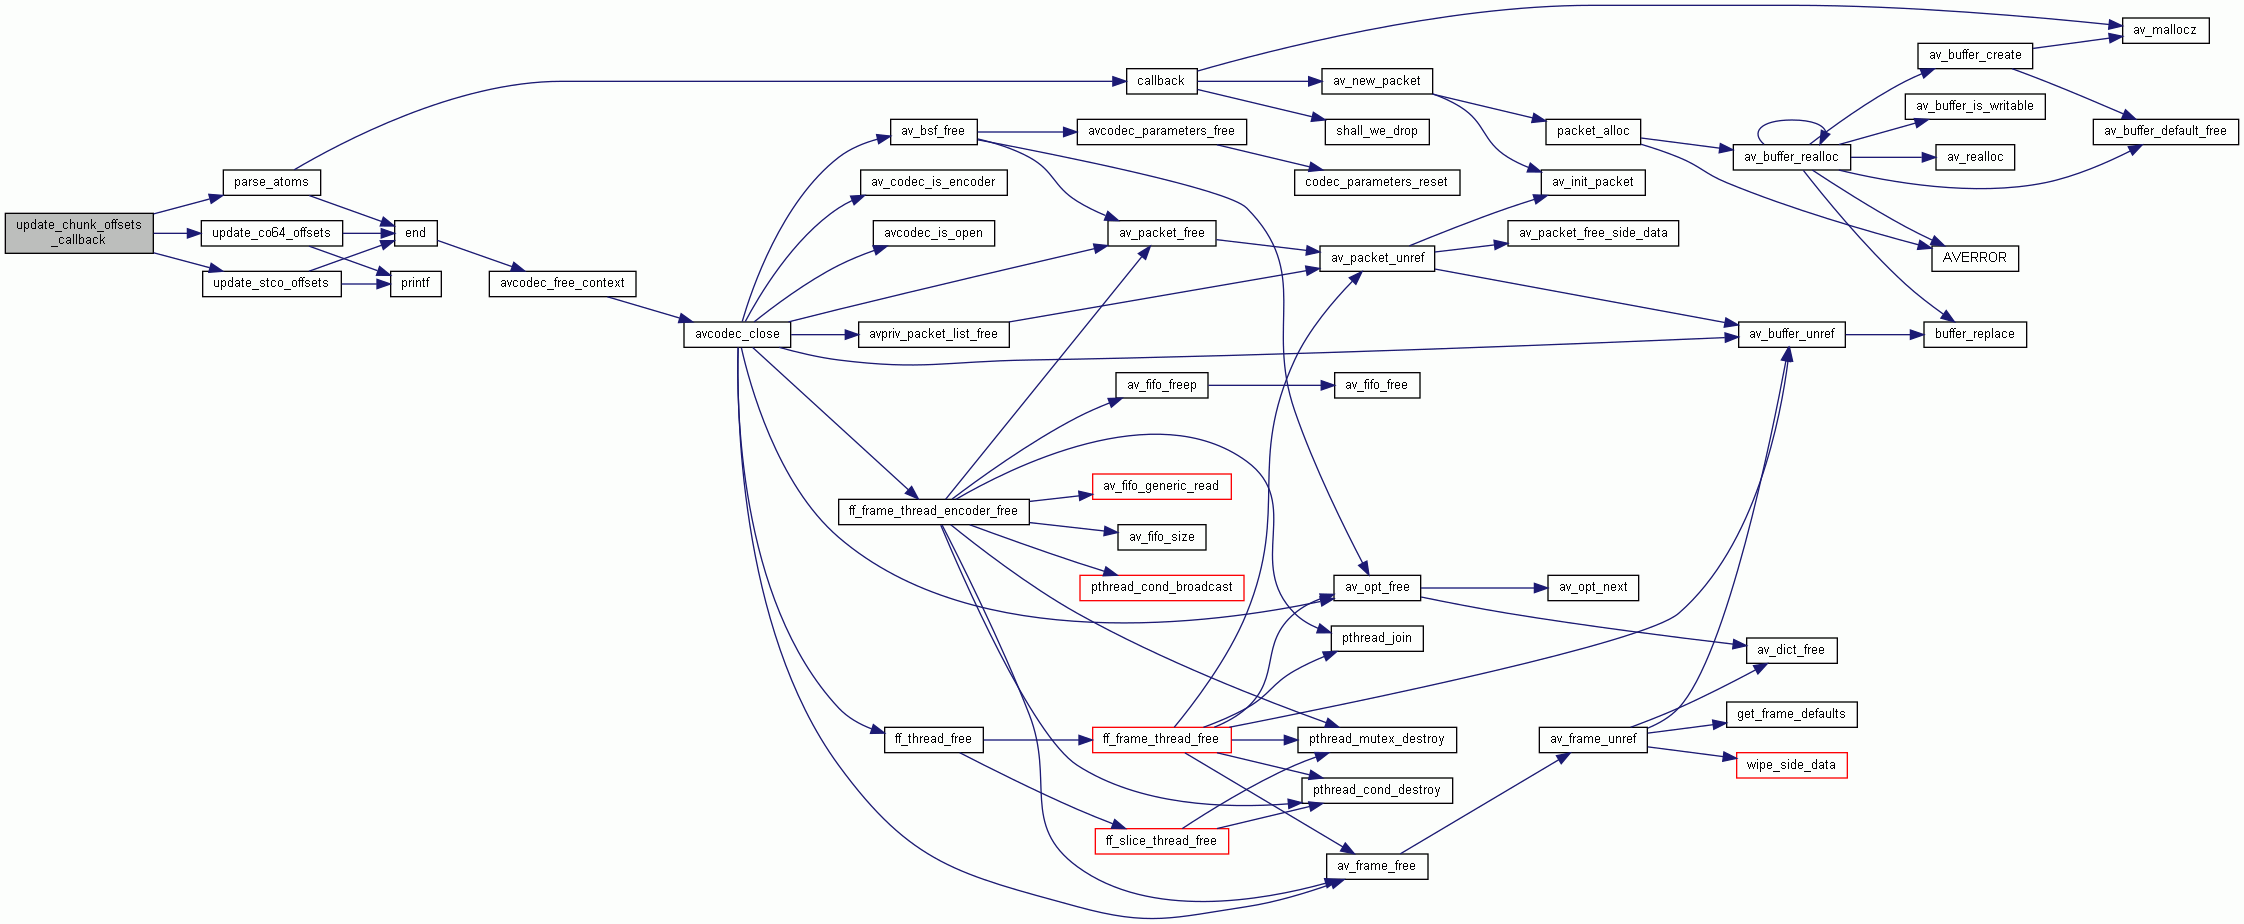 update_chunk_offsets
_callback
parse_atoms
update_co64_offsets
update_stco_offsets
end
printf
avcodec_free_context
avcodec_close
av_bsf_free
av_codec_is_encoder
avcodec_is_open
avpriv_packet_list_free
ff_frame_thread_encoder_free
ff_thread_free
callback
avcodec_parameters_free
av_packet_free
av_fifo_freep
av_fifo_generic_read
av_fifo_size
pthread_cond_broadcast
ff_frame_thread_free
ff_slice_thread_free
av_new_packet
shall_we_drop
codec_parameters_reset
av_packet_unref
av_fifo_free
av_opt_free
pthread_join
pthread_mutex_destroy
pthread_cond_destroy
av_frame_free
packet_alloc
av_init_packet
av_packet_free_side_data
av_opt_next
av_frame_unref
av_buffer_realloc
av_buffer_unref
av_dict_free
get_frame_defaults
wipe_side_data
av_buffer_create
av_buffer_is_writable
av_realloc
AVERROR
buffer_replace
av_mallocz
av_buffer_default_free